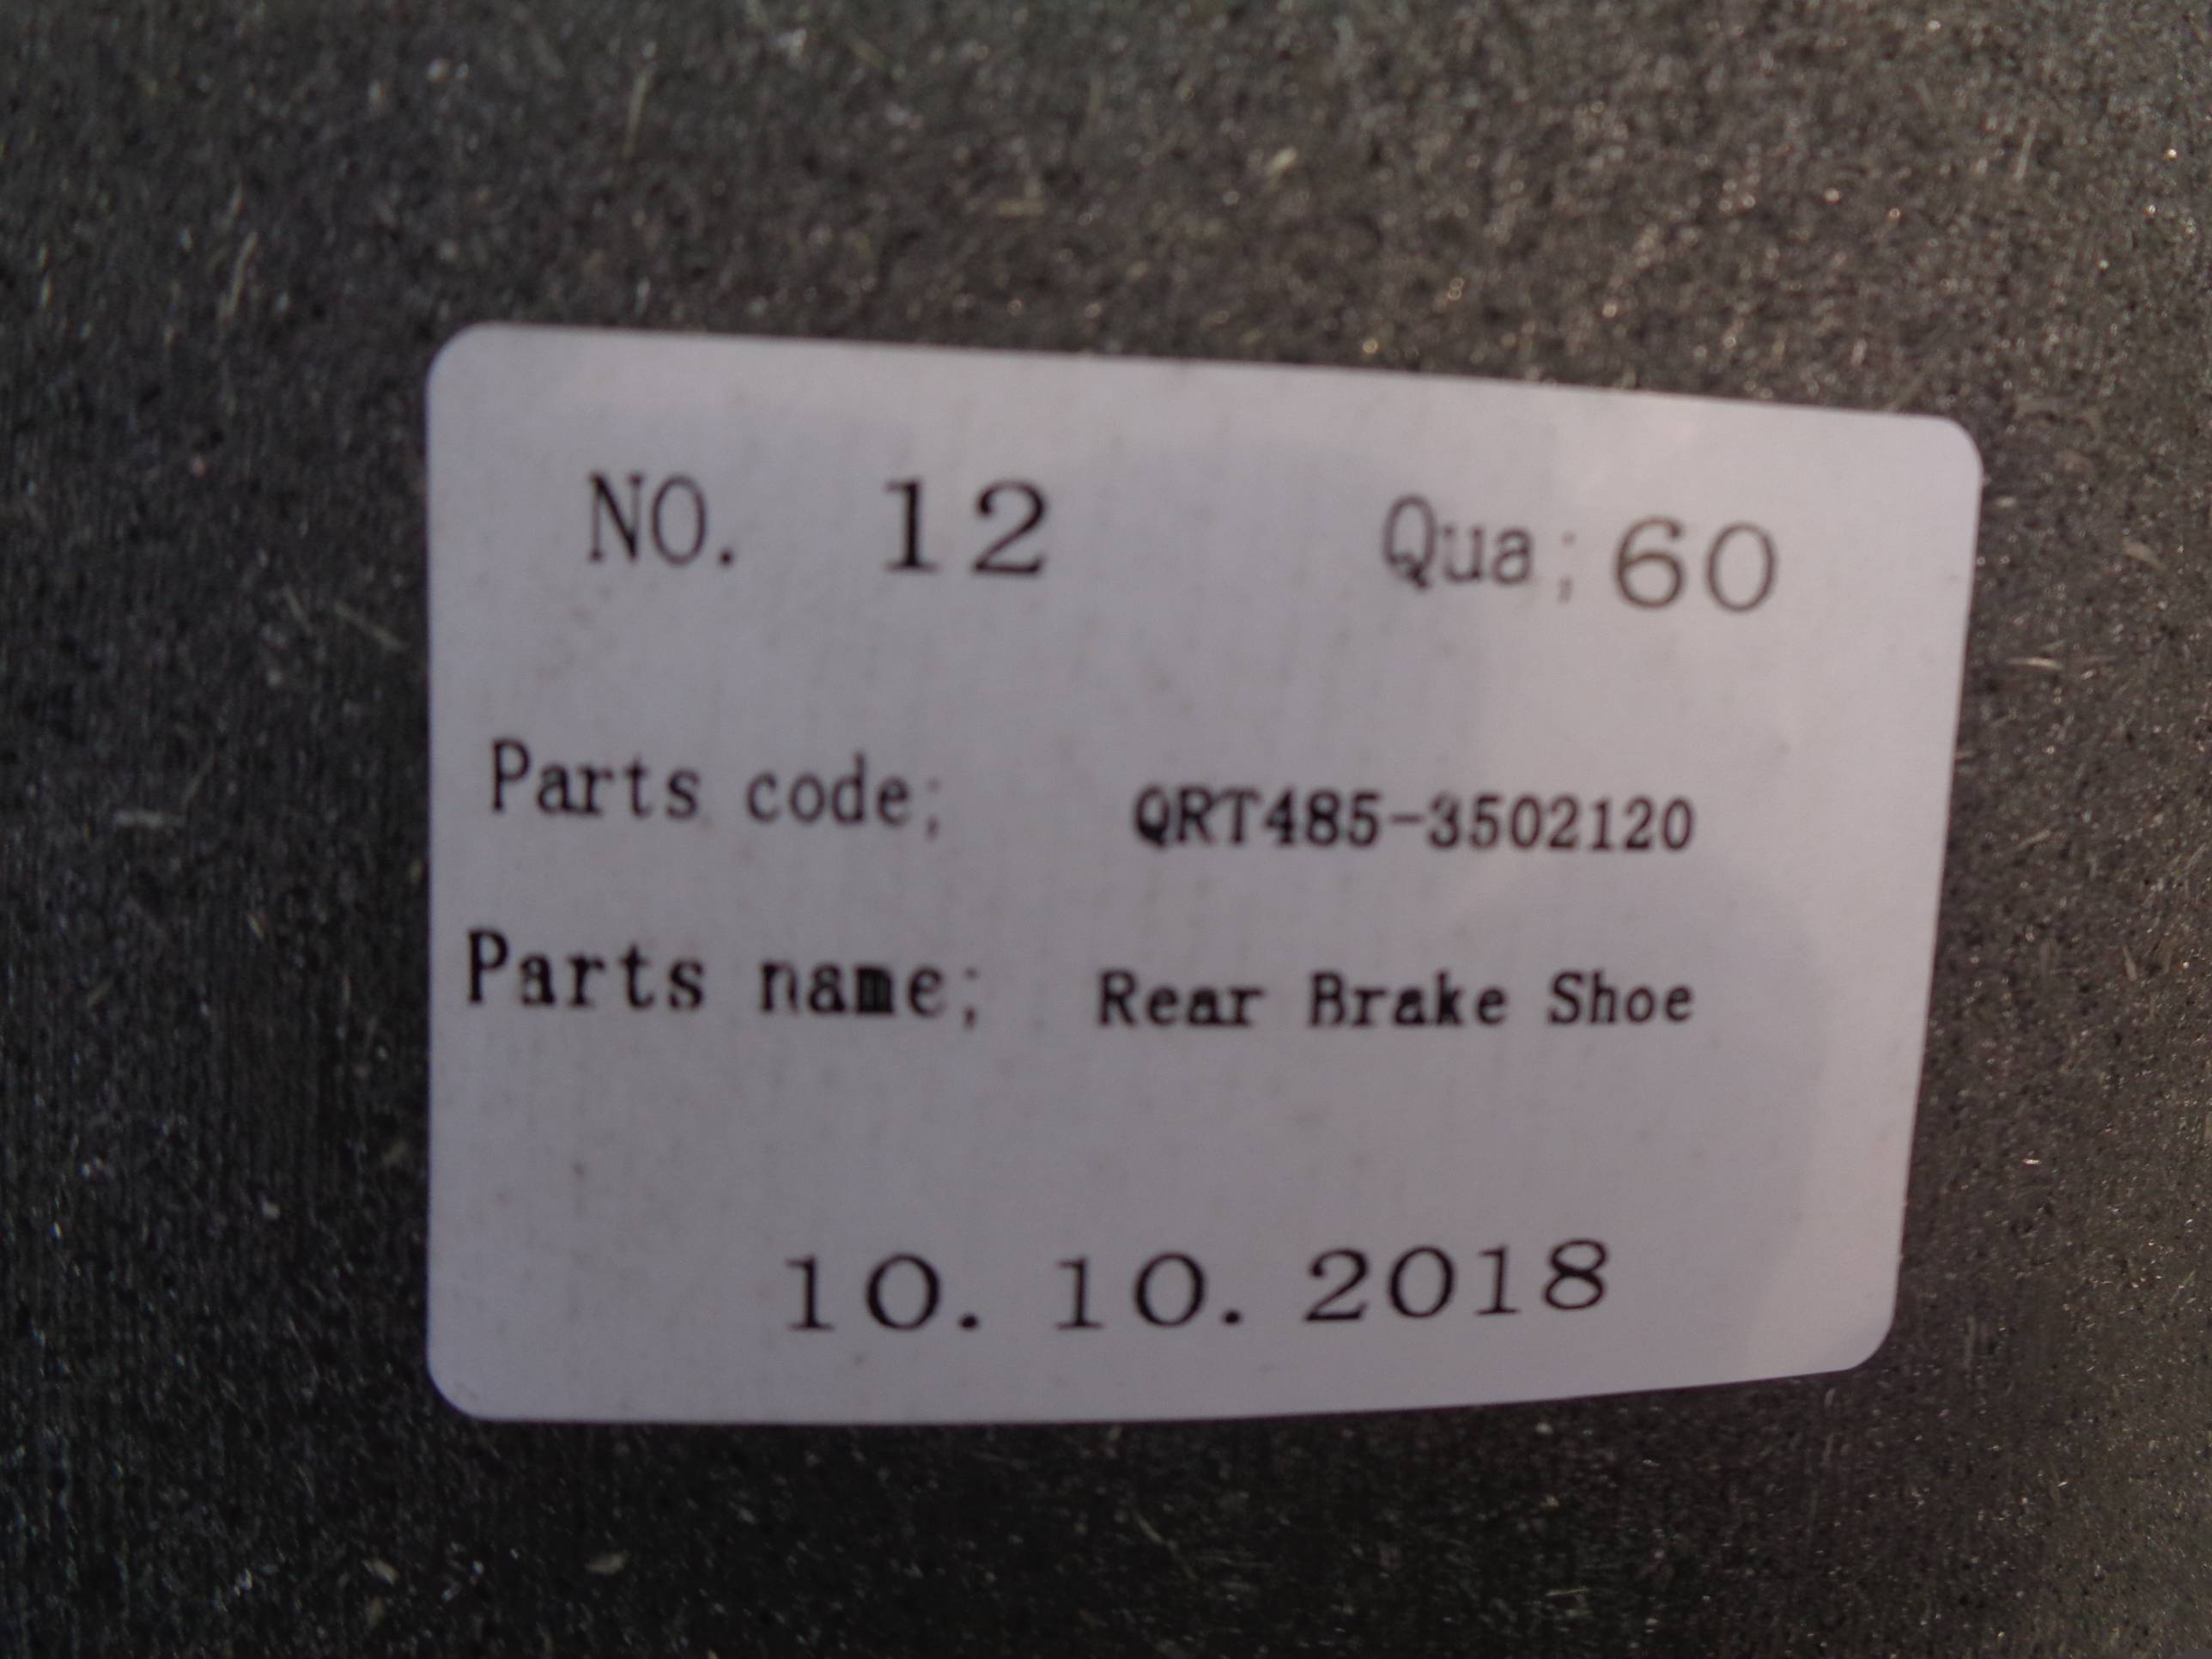 NO. 12 Qua; 60
Parts code; QRT485-3502120
Parts name; Rear Brake Shoe
10. 10. 2018